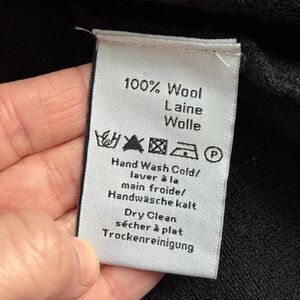 100% Wool
Laine
Wolle
P
Hand Wash Cold/
laver à la
main froide/
Handwäsche kalt
Dry Clean
sécher à plat
Trockenreinigung